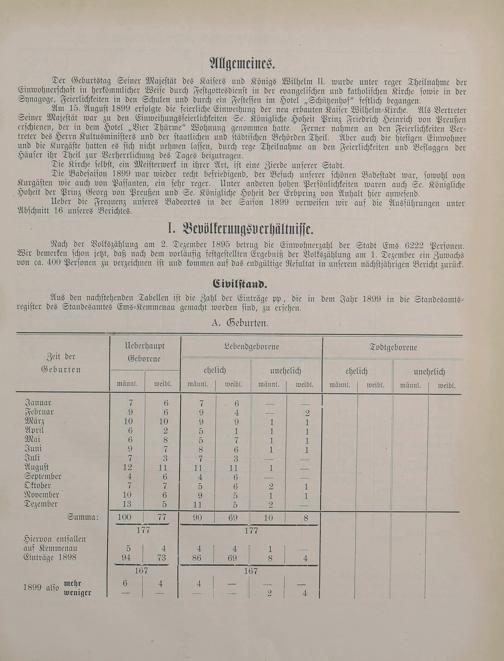 Allgemeines.
Der Geburtstag Seiner Majestät des Kaisers und Königs Wilhelm II. wurde unter reger Theilnahme der
Einwohnerschaft in herkömmlicher Weise durch Festgottesdienst in der evangelischen und katholischen Kirche sowie in der
Synagoge, Feierlichkeiten in den Schulen und durch ein Festessen im Hotel „Schützenhof“ festlich begangen.
Am 15. August 1899 erfolgte die feierliche Einweihung der neu erbauten Kaiser Wilhelm-Kirche. Als Vertreter
Seiner Majestät war zu den Einweihungsfeierlichkeiten Se. Königliche Hoheit Prinz Friedrich Heinrich von Preußen
erschienen, der in dem Hotel „Vier Thürme“ Wohnung genommen hatte. Ferner nahmen an den Feierlichkeiten Ver-
treter des Herrn Kultusministers und der staatlichen und städtischen Behörden Theil. Aber auch die hiesigen Einwohner
und die Kurgäste hatten es sich nicht nehmen lassen, durch rege Theilnahme an den Feierlichkeiten und Beflaggen der
Häuser ihr Theil zur Verherrlichung des Tages beizutragen.
Die Kirche selbst, ein Meisterwerk in ihrer Art, ist eine Zierde unserer Stadt.
Die Badesaison 1899 war wieder recht befriedigend, der Besuch unserer schönen Badestadt war, sowohl von
Kurgästen wie auch von Passanten, ein sehr reger. Unter anderen hohen Persönlichkeiten waren auch Se. Königliche
Hoheit der Prinz Georg von Preußen und Se. Königliche Hoheit der Erbprinz von Anhalt hier anwesend.
Ueber die Frequenz unseres Badeortes in der Saison 1899 verweisen wir auf die Ausführungen unter
Abschnitt 16 unseres Berichtes.
I. Bevölkerungsverhältnisse.
Nach der Volkszählung am 2. Dezember 1895 betrug die Einwohnerzahl der Stadt Ems 6222 Personen.
Wir bemerken schon jetzt, daß nach dem vorläufig festgestellten Ergebniß der Volkszählung am 1. Dezember ein Zuwachs
von ca. 400 Personen zu verzeichnen ist und kommen auf das endgültige Resultat in unserem nächstjährigen Bericht zurück.
Civilstand.
Aus den nachstehenden Tabellen ist die Zahl der Einträge pp., die in dem Jahr 1899 in die Standesamts-
register des Standesamtes Ems-Kemmenau gemacht worden sind, zu ersehen.
A. Geburten.
Zeit der Geburten Ueberhaupt Geborene Lebendgeborene Todtgeborene
ehelich unehelich ehelich unehelich
männl. weibl. männl. weibl. männl. weibl. männl. weibl. männl. weibl.
Januar 7 6 7 6 — —
Februar 9 6 9 4 — 2
März 10 10 9 9 1 1
April 6 2 5 1 1 1
Mai 6 8 5 7 1 1
Juni 9 7 8 6 1 1
Juli 7 3 7 3 — —
August 12 11 11 11 1 —
September 4 6 4 6 — —
Oktober 7 7 5 6 2 1
November 10 6 9 5 1 1
Dezember 13 5 11 5 2 —
Summa: 100 77 90 69 10 8
177 177
Hiervon entfallen
auf Kemmenau 5 4 4 4 1 —
Einträge 1898 94 73 86 69 8 4
167 167
1899 also mehr 6 4 4 — — —
weniger — — — — 2 4